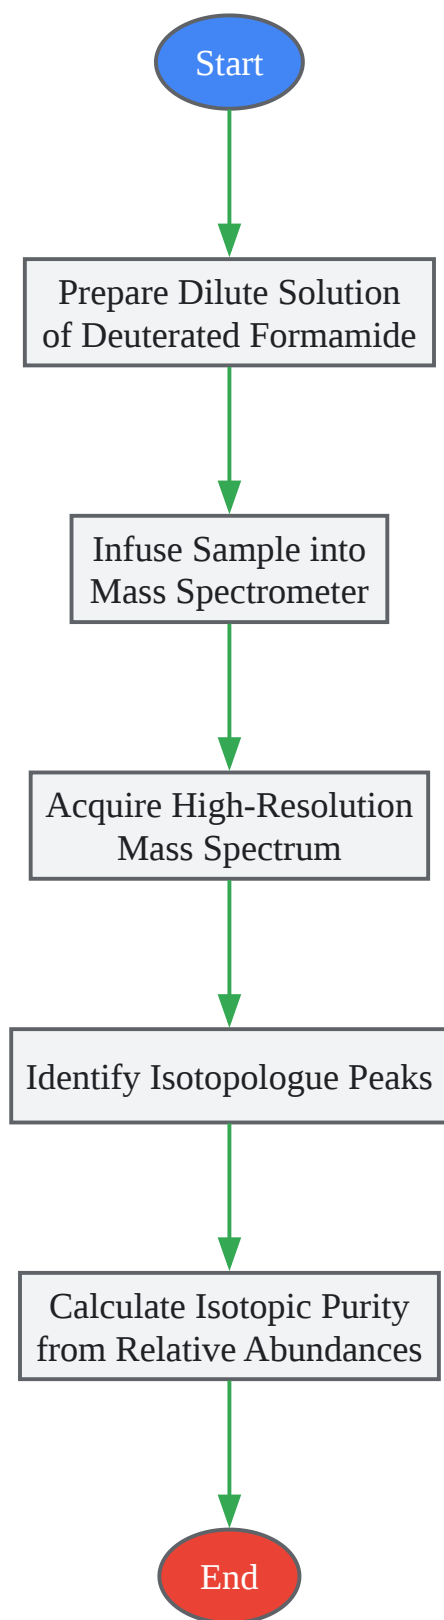 Start
Prepare Dilute Solution
of Deuterated Formamide
Infuse Sample into
Mass Spectrometer
Acquire High-Resolution
Mass Spectrum
Identify Isotopologue Peaks
Calculate Isotopic Purity
from Relative Abundances
End